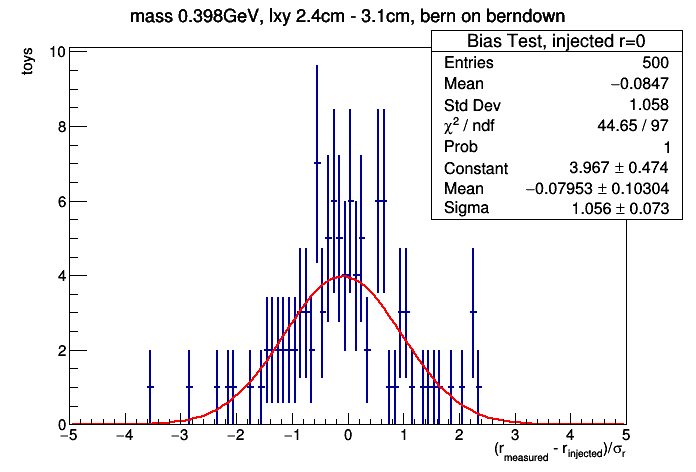 mass 0.398GeV, lxy 2.4cm - 3.1cm, bern on berndown
toys
Bias Test, injected r=0
Entries 500
Mean −0.0847
Std Dev 1.058
χ² / ndf 44.65 / 97
Prob 1
Constant 3.967 ± 0.474
Mean −0.07953 ± 0.10304
Sigma 1.056 ± 0.073
10
8
6
4
2
0
−5 −4 −3 −2 −1 0 1 2 3 4 5
(r_measured - r_injected)/σ_r